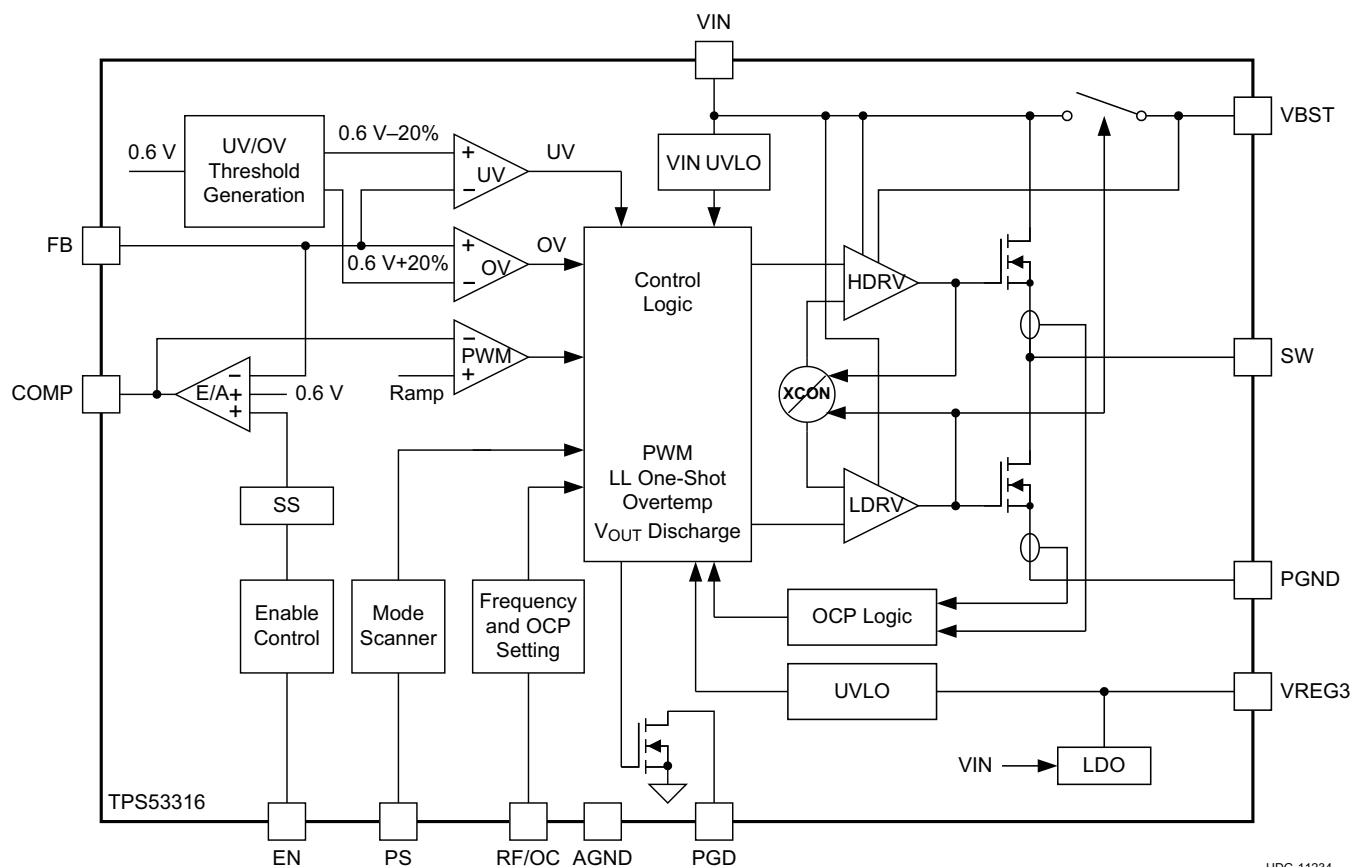 VIN
VBST
UV/OV
Threshold
Generation
0.6 V
0.6 V–20%
+
–
UV
UV
VIN UVLO
FB
0.6 V+20%
+
–
OV
OV
Control
Logic
HDRV
–
+
PWM
Ramp
SW
COMP
E/A
–
+
+
0.6 V
XCON
PWM
LL One-Shot
Overtemp
VOUT Discharge
LDRV
SS
Enable
Control
Mode
Scanner
Frequency
and OCP
Setting
OCP Logic
PGND
UVLO
VREG3
VIN
LDO
TPS53316
EN
PS
RF/OC
AGND
PGD
UDG-11234